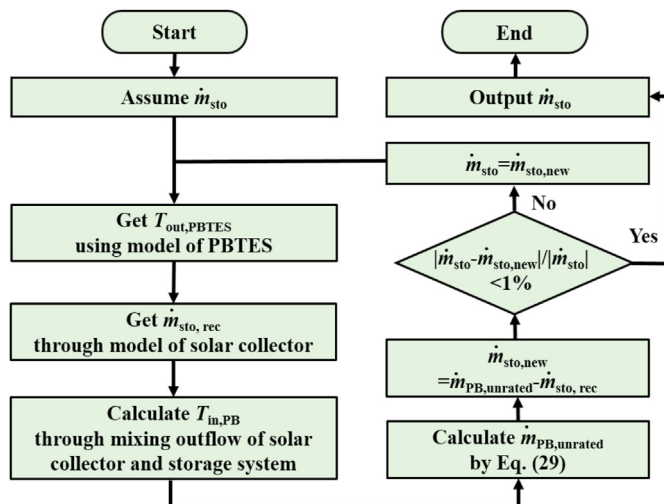 Start
Assume ṁsto
Get Tout,PBTES
using model of PBTES
Get ṁsto, rec
through model of solar collector
Calculate Tin,PB
through mixing outflow of solar
collector and storage system
Calculate ṁPB,unrated
by Eq. (29)
ṁsto,new
=ṁPB,unrated-ṁsto, rec
|ṁsto-ṁsto,new|/|ṁsto|
<1%
No
Yes
ṁsto=ṁsto,new
Output ṁsto
End